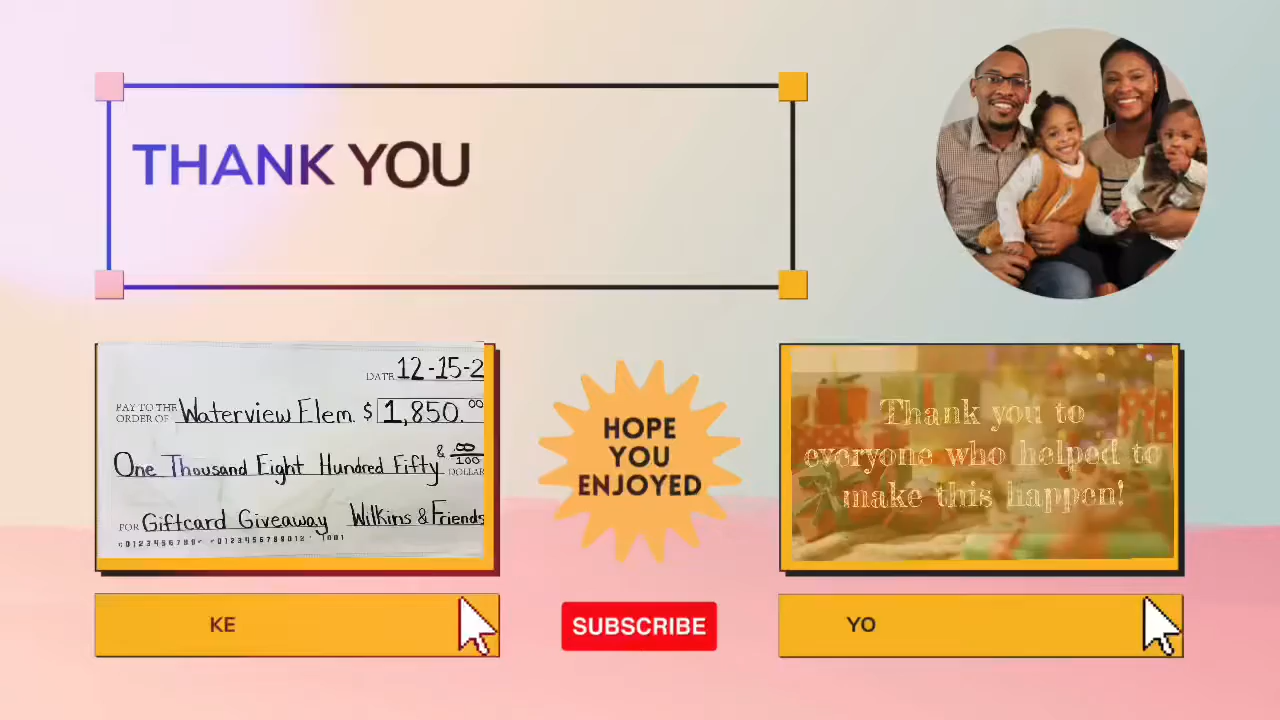 THANK YOU
DATE 12-15-2
PAY TO THE
ORDER OF Waterview Elem. $ 1,850.00
One Thousand Eight Hundred Fifty & 00/100
DOLLAR
FOR Giftcard Giveaway Wilkins & Friends
HOPE
YOU
ENJOYED
Thank you to
everyone who helped to
make this happen!
KE
SUBSCRIBE
YO